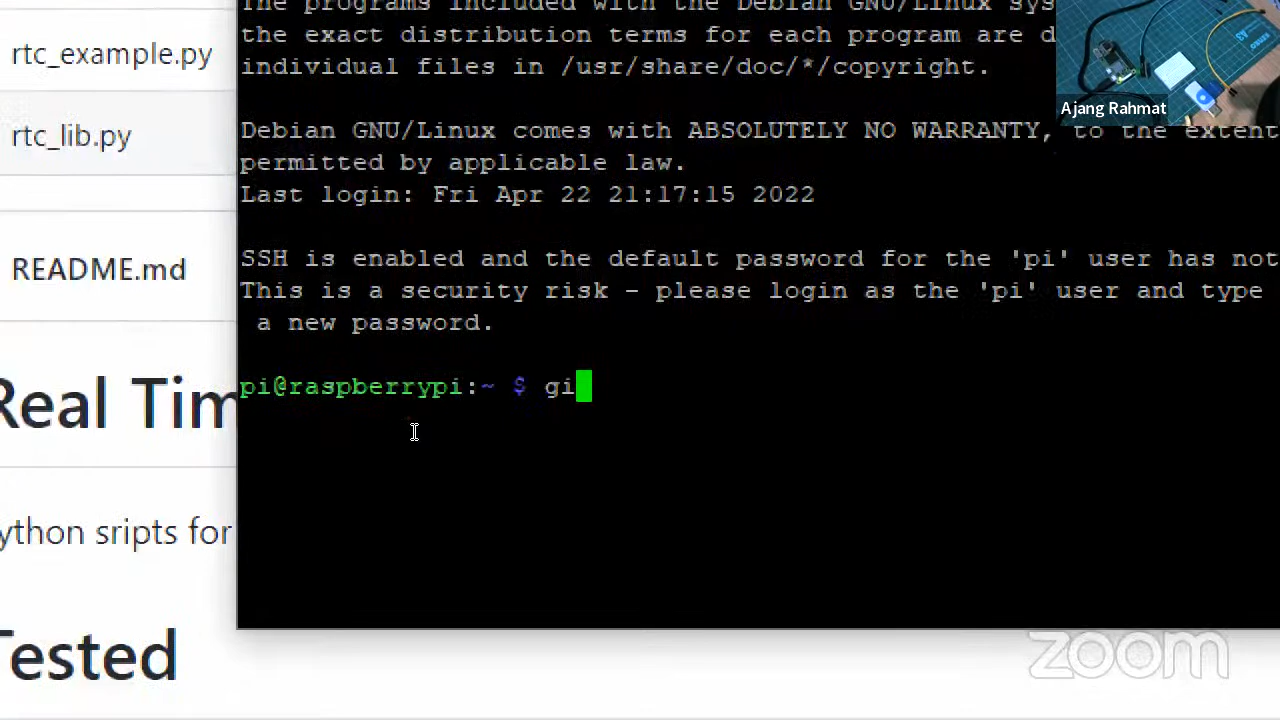 rtc_example.py
rtc_lib.py
README.md
Real Tim
ython sripts for
Tested
The programs included with the Debian GNU/Linux sys
the exact distribution terms for each program are d
individual files in /usr/share/doc/*/copyright.
Debian GNU/Linux comes with ABSOLUTELY NO WARRANTY, to the extent
permitted by applicable law.
Last login: Fri Apr 22 21:17:15 2022
SSH is enabled and the default password for the 'pi' user has not
This is a security risk - please login as the 'pi' user and type
a new password.
pi@raspberrypi:~ $ gi
Ajang Rahmat
zoom